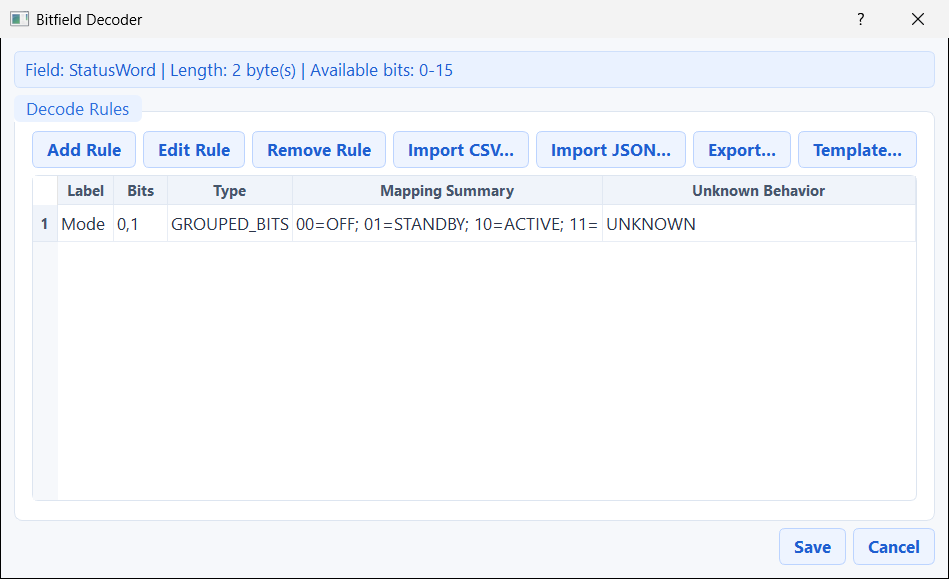 Bitfield Decoder
?
Field: StatusWord | Length: 2 byte(s) | Available bits: 0-15
Decode Rules
Add Rule Edit Rule Remove Rule Import CSV... Import JSON... Export... Template...
Label Bits Type Mapping Summary Unknown Behavior
1 Mode 0,1 GROUPED_BITS 00=OFF; 01=STANDBY; 10=ACTIVE; 11= UNKNOWN
Save Cancel